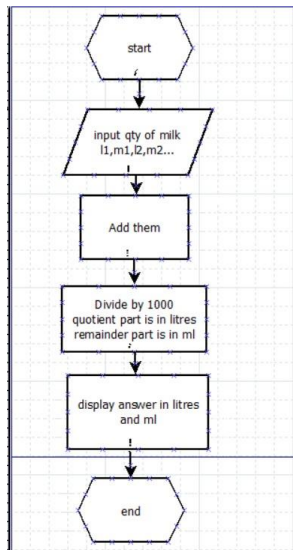 start
input qty of milk
l1,m1,l2,m2...
Add them
Divide by 1000
quotient part is in litres
remainder part is in ml
display answer in litres
and ml
end